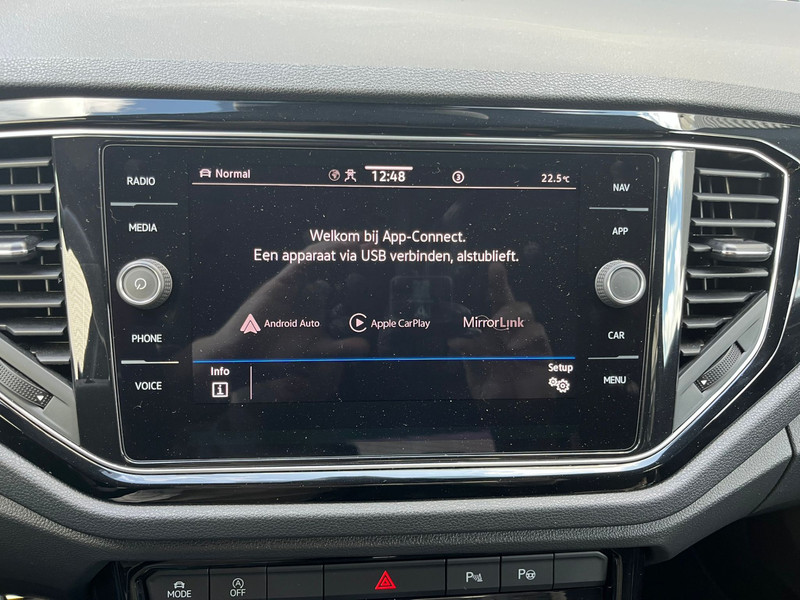 RADIO
MEDIA
PHONE
VOICE
Normal
12:48
3
22.5°C
Welkom bij App-Connect.
Een apparaat via USB verbinden, alstublieft.
Android Auto
Apple CarPlay
MirrorLink
Info
Setup
NAV
APP
CAR
MENU
MODE
A
OFF
P
P